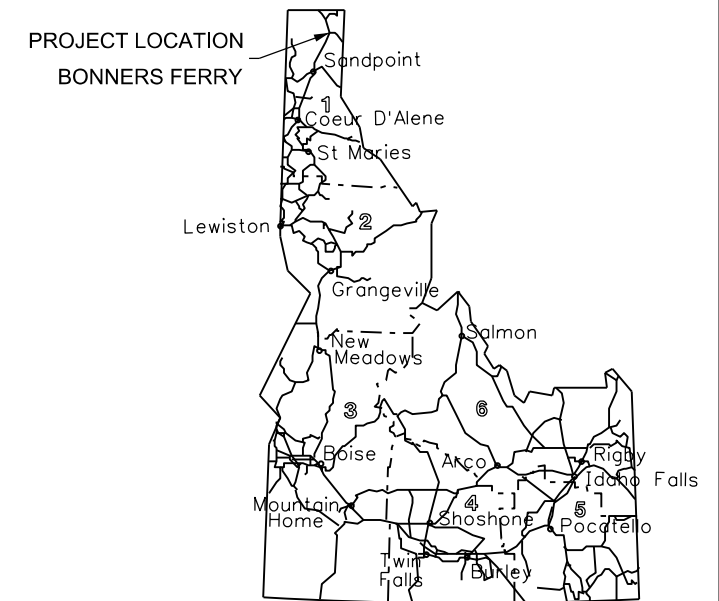 PROJECT LOCATION
BONNERS FERRY
Sandpoint
1
Coeur D'Alene
St Maries
2
Lewiston
Grangeville
Salmon
New
Meadows
3
6
Boise
Arco
Rigby
Idaho Falls
Mountain
Home
4
5
Shoshone
Pocatello
Twin
Falls
Burley